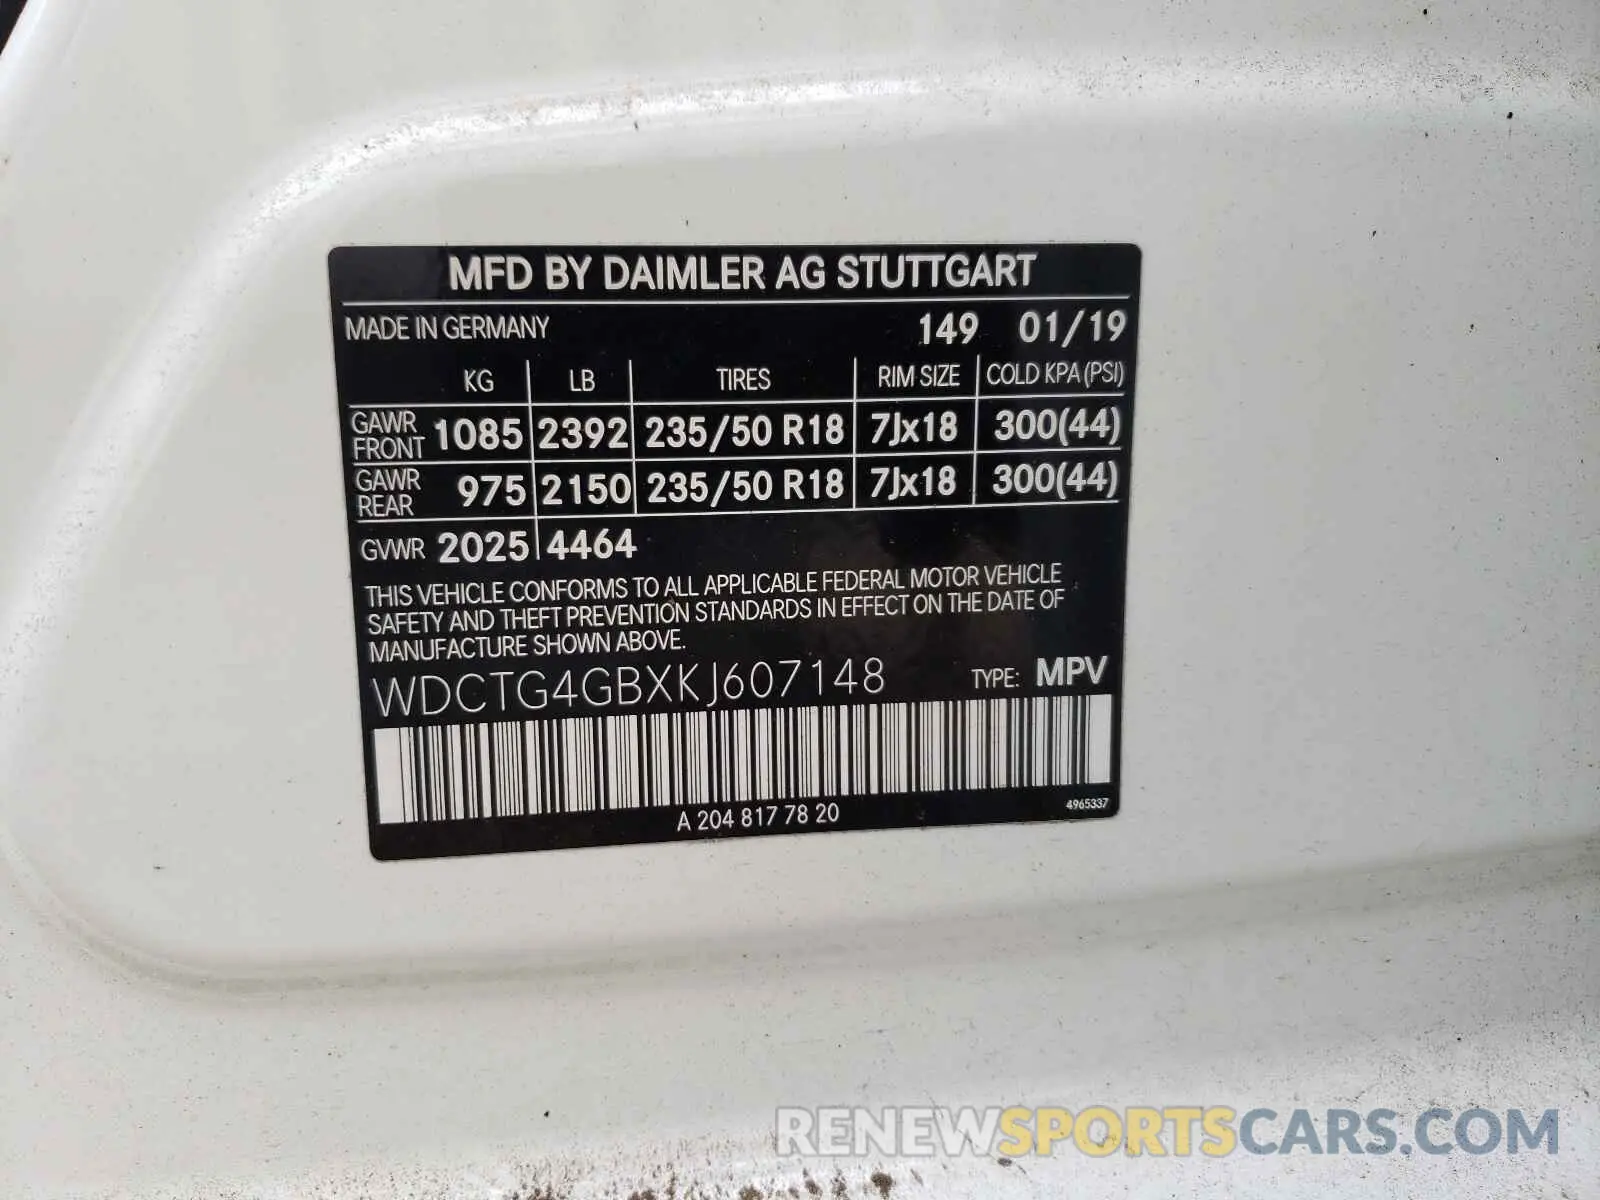 MFD BY DAIMLER AG STUTTGART
MADE IN GERMANY 149 01/19
KG LB TIRES RIM SIZE COLD KPA (PSI)
GAWR FRONT 1085 2392 235/50 R18 7Jx18 300(44)
GAWR REAR 975 2150 235/50 R18 7Jx18 300(44)
GVWR 2025 4464
THIS VEHICLE CONFORMS TO ALL APPLICABLE FEDERAL MOTOR VEHICLE
SAFETY AND THEFT PREVENTION STANDARDS IN EFFECT ON THE DATE OF
MANUFACTURE SHOWN ABOVE.
WDCTG4GBXKJ607148 TYPE: MPV
A 204 817 78 20 4965337
RENEWSPORTSCARS.COM